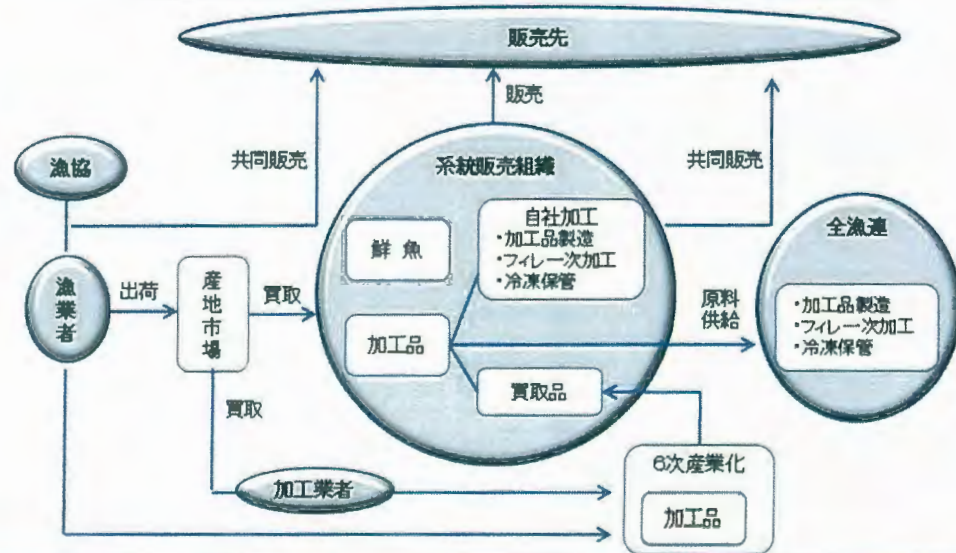 販売先
販売
漁協
共同販売
系統販売組織
共同販売
自社加工
・加工品製造
・フィレー次加工
・冷凍保管
鮮魚
全漁連
漁業者
出荷
産地市場
買取
原料
供給
・加工品製造
・フィレー次加工
・冷凍保管
加工品
買取品
買取
6次産業化
加工業者
加工品